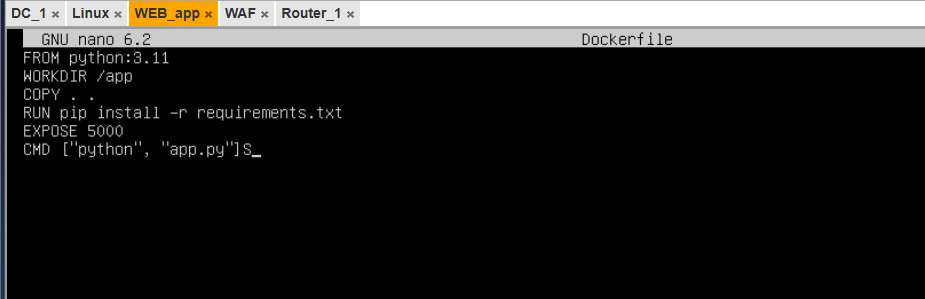 DC_1 × Linux × WEB_app × WAF × Router_1 ×
GNU nano 6.2 Dockerfile
FROM python:3.11
WORKDIR /app
COPY . .
RUN pip install -r requirements.txt
EXPOSE 5000
CMD ["python", "app.py"]S_